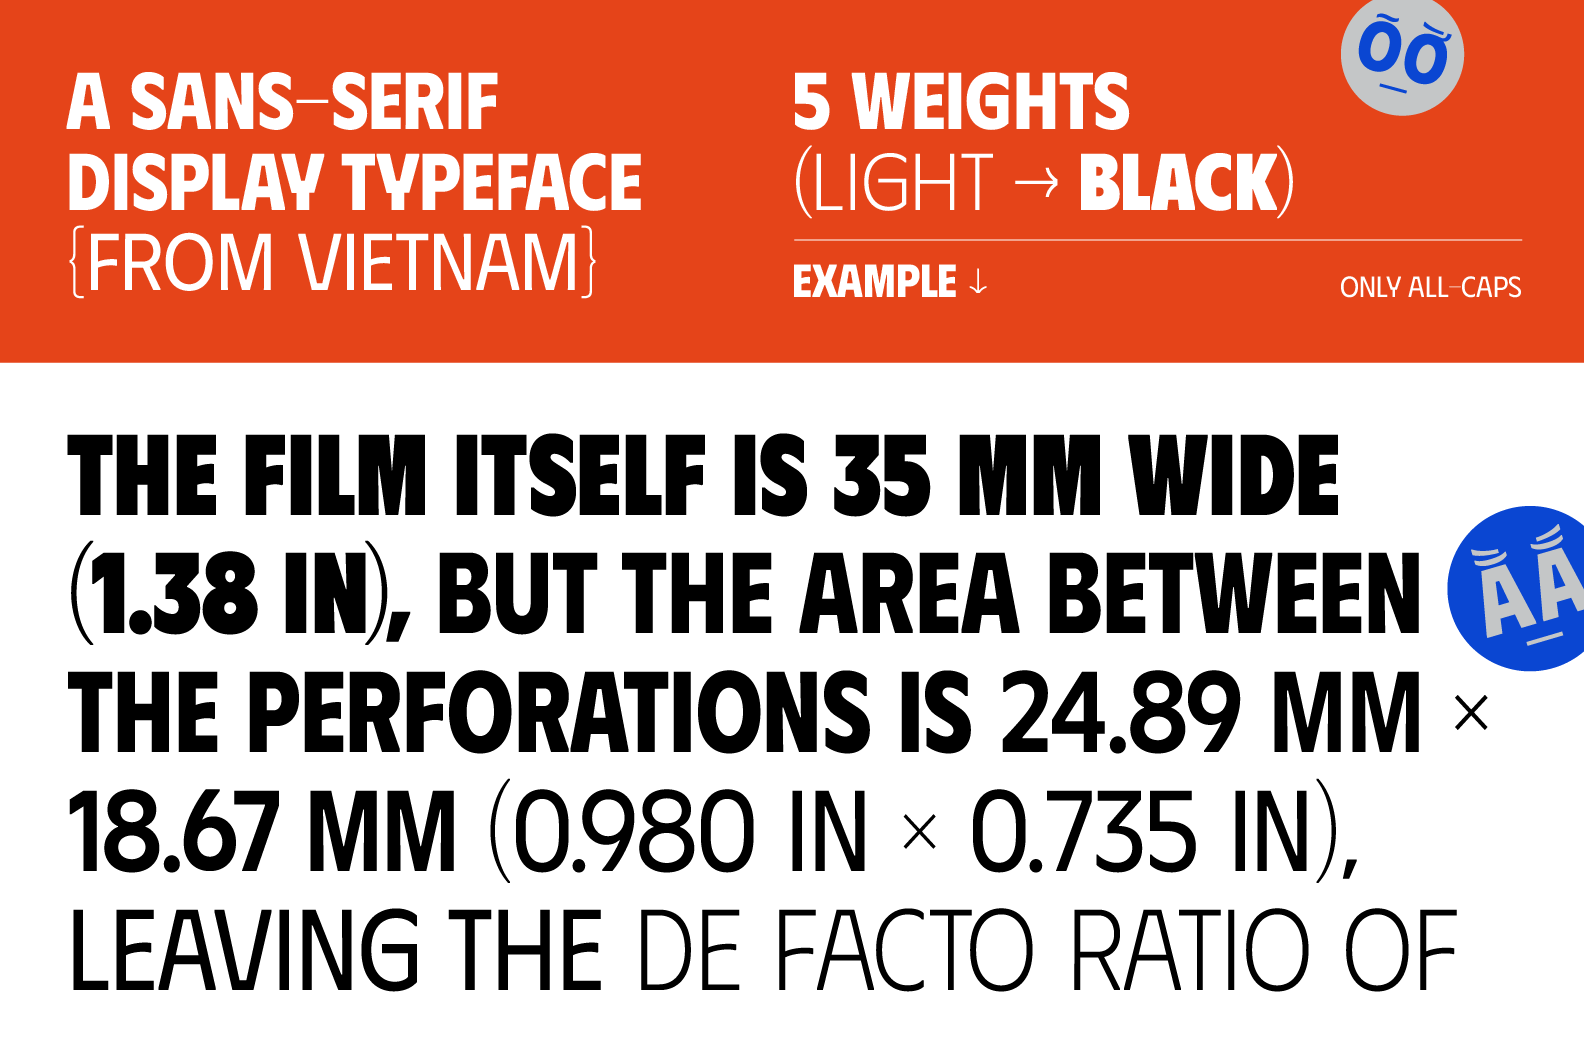 A SANS–SERIF
DISPLAY TYPEFACE
{FROM VIETNAM}
5 WEIGHTS
(LIGHT → BLACK)
EXAMPLE ↓
ONLY ALL–CAPS
THE FILM ITSELF IS 35 MM WIDE
(1.38 IN), BUT THE AREA BETWEEN
THE PERFORATIONS IS 24.89 MM ×
18.67 MM (0.980 IN × 0.735 IN),
LEAVING THE DE FACTO RATIO OF